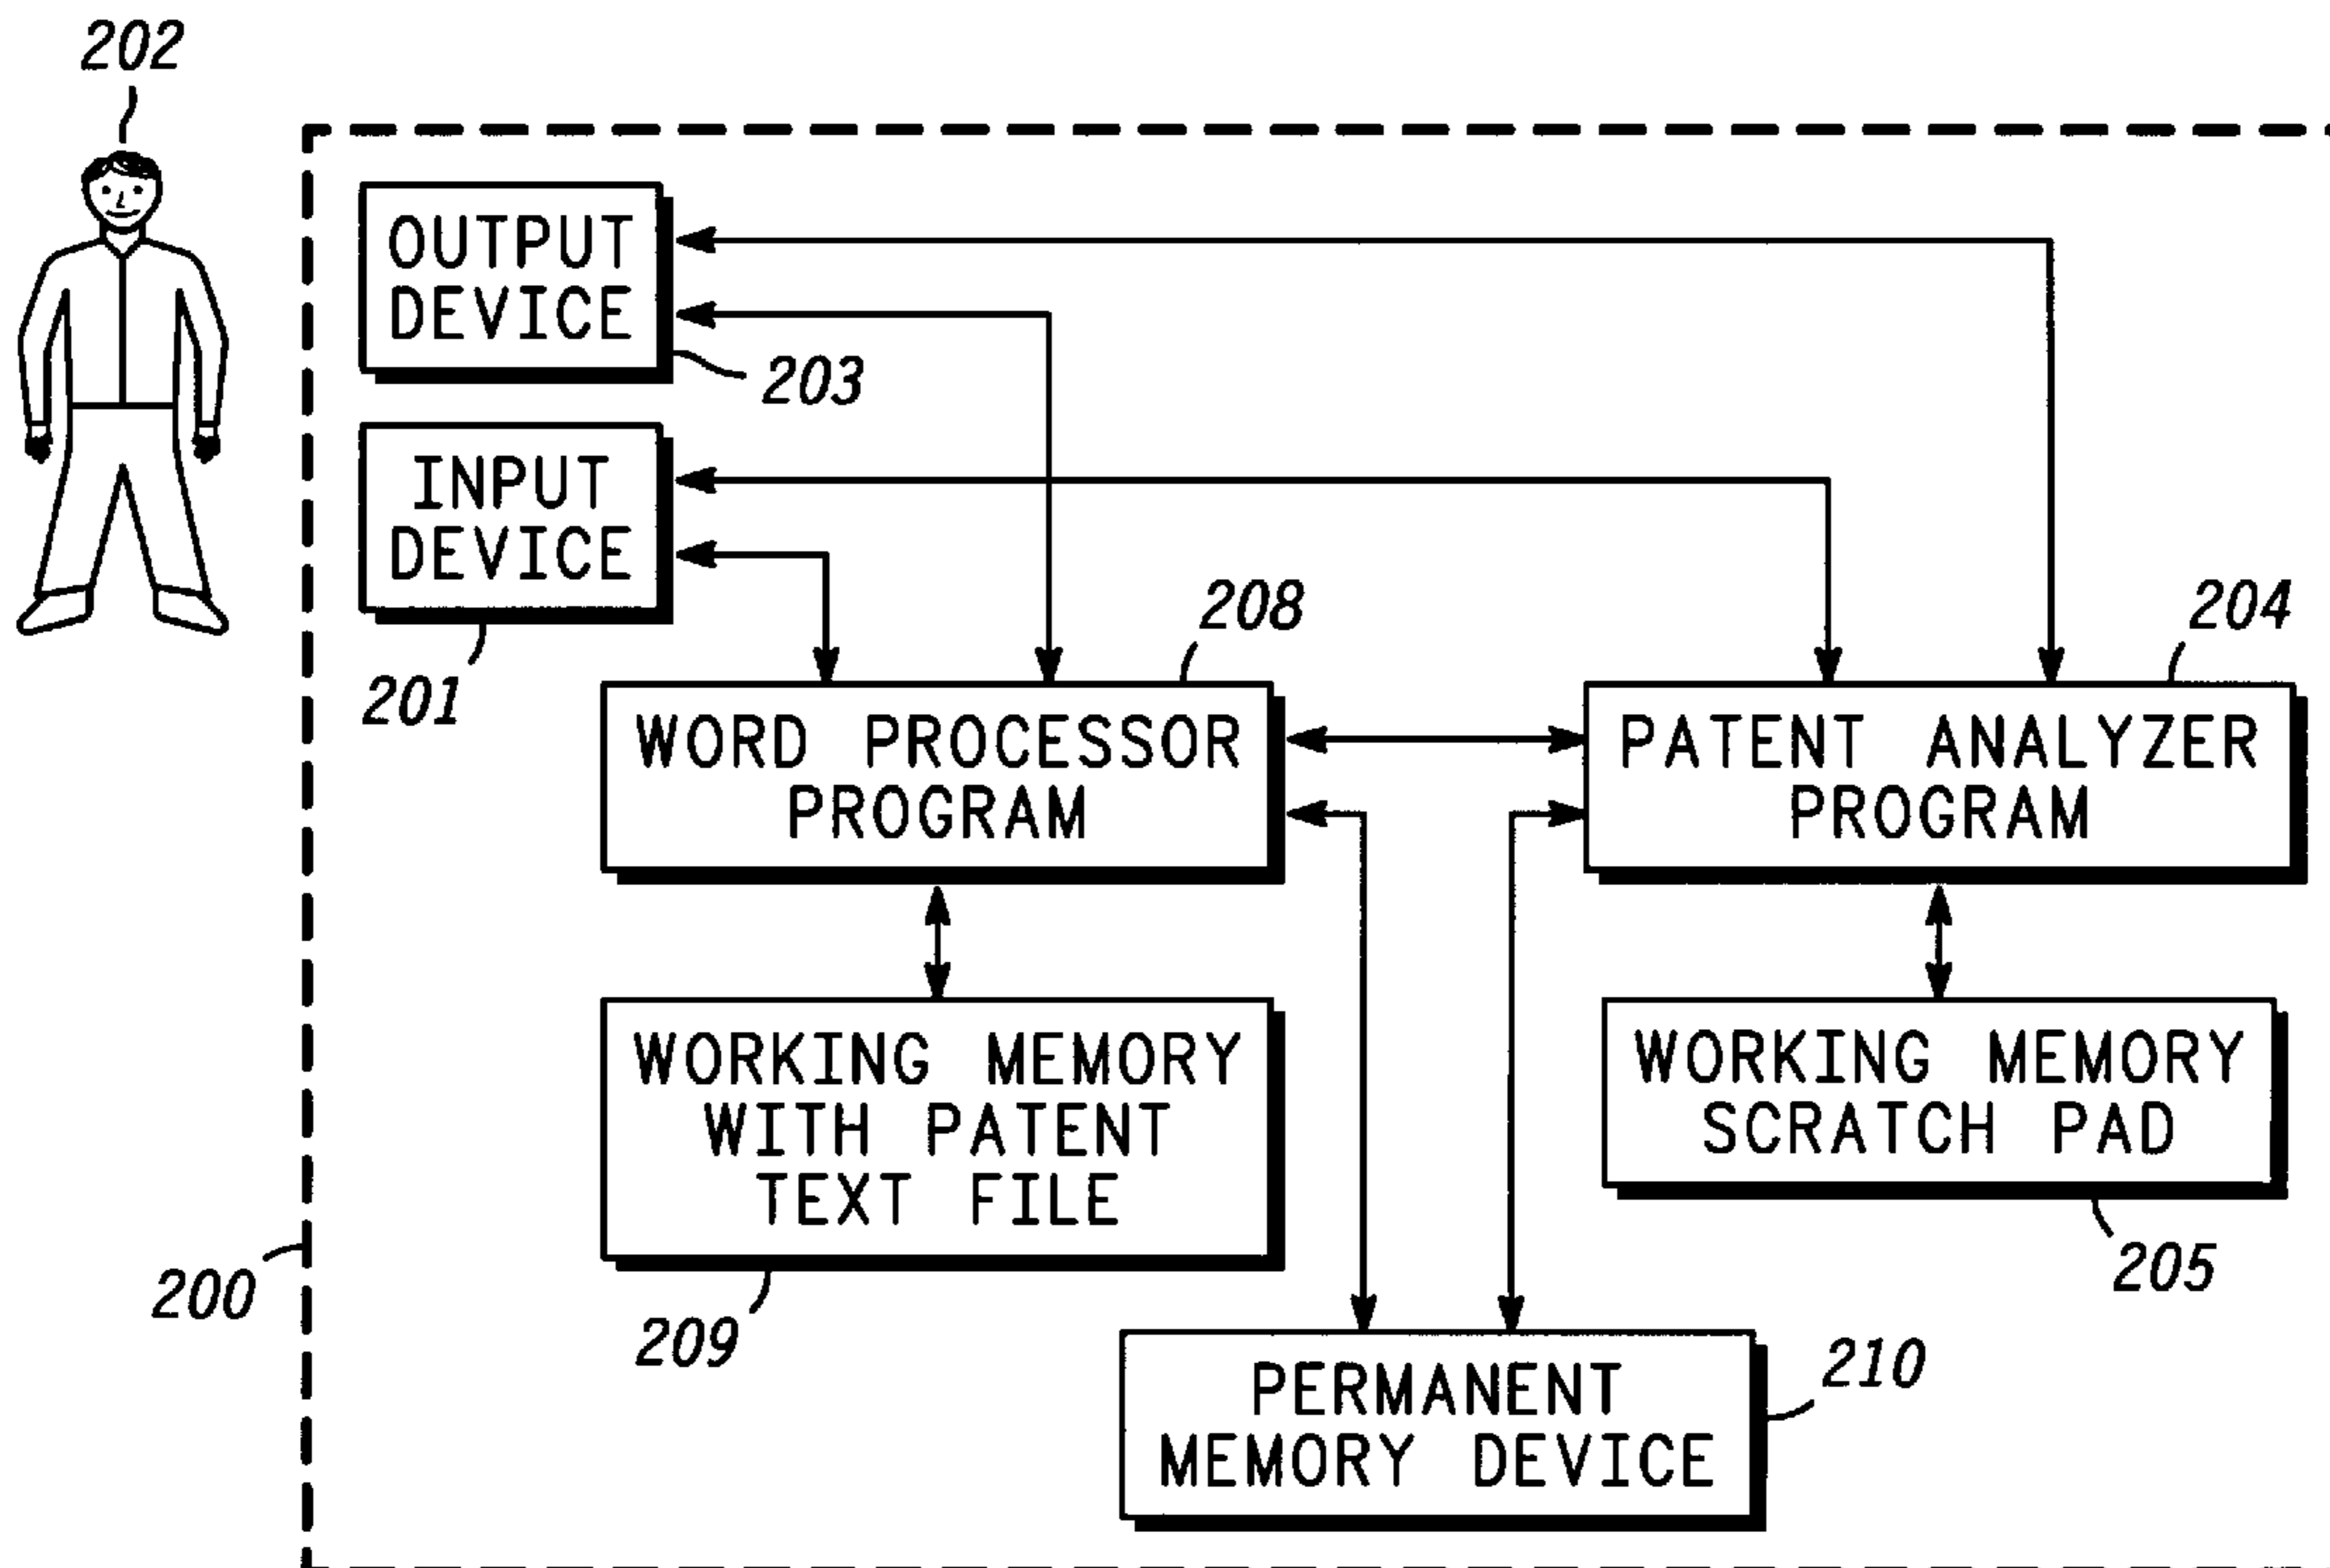 202
OUTPUT
DEVICE
203
INPUT
DEVICE
201
208
204
WORD PROCESSOR
PROGRAM
PATENT ANALYZER
PROGRAM
WORKING MEMORY
WITH PATENT
TEXT FILE
WORKING MEMORY
SCRATCH PAD
200
209
205
PERMANENT
MEMORY DEVICE
210